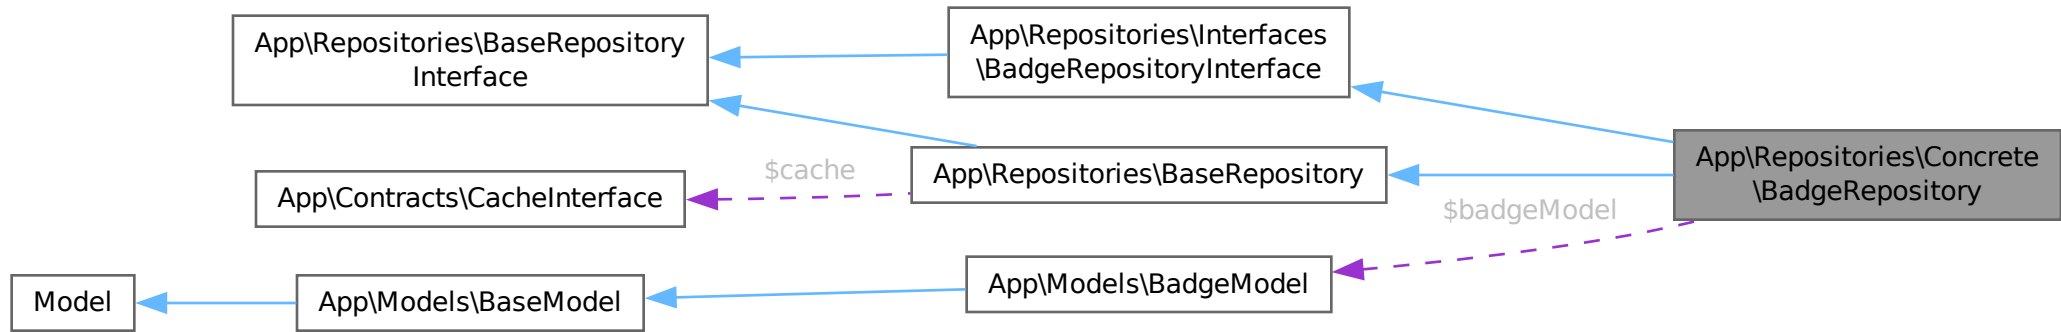 App\Repositories\BaseRepository
Interface
App\Repositories\Interfaces
\BadgeRepositoryInterface
App\Repositories\Concrete
\BadgeRepository
$cache
App\Repositories\BaseRepository
App\Contracts\CacheInterface
$badgeModel
App\Models\BadgeModel
Model
App\Models\BaseModel